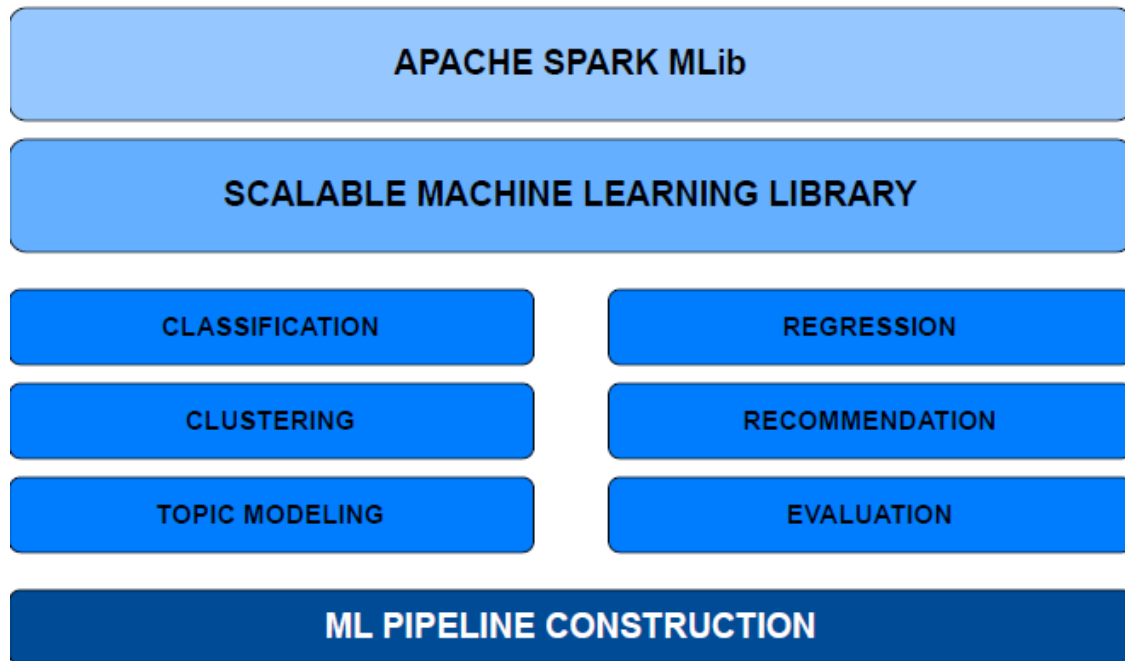 APACHE SPARK MLib
SCALABLE MACHINE LEARNING LIBRARY
CLASSIFICATION
REGRESSION
CLUSTERING
RECOMMENDATION
TOPIC MODELING
EVALUATION
ML PIPELINE CONSTRUCTION